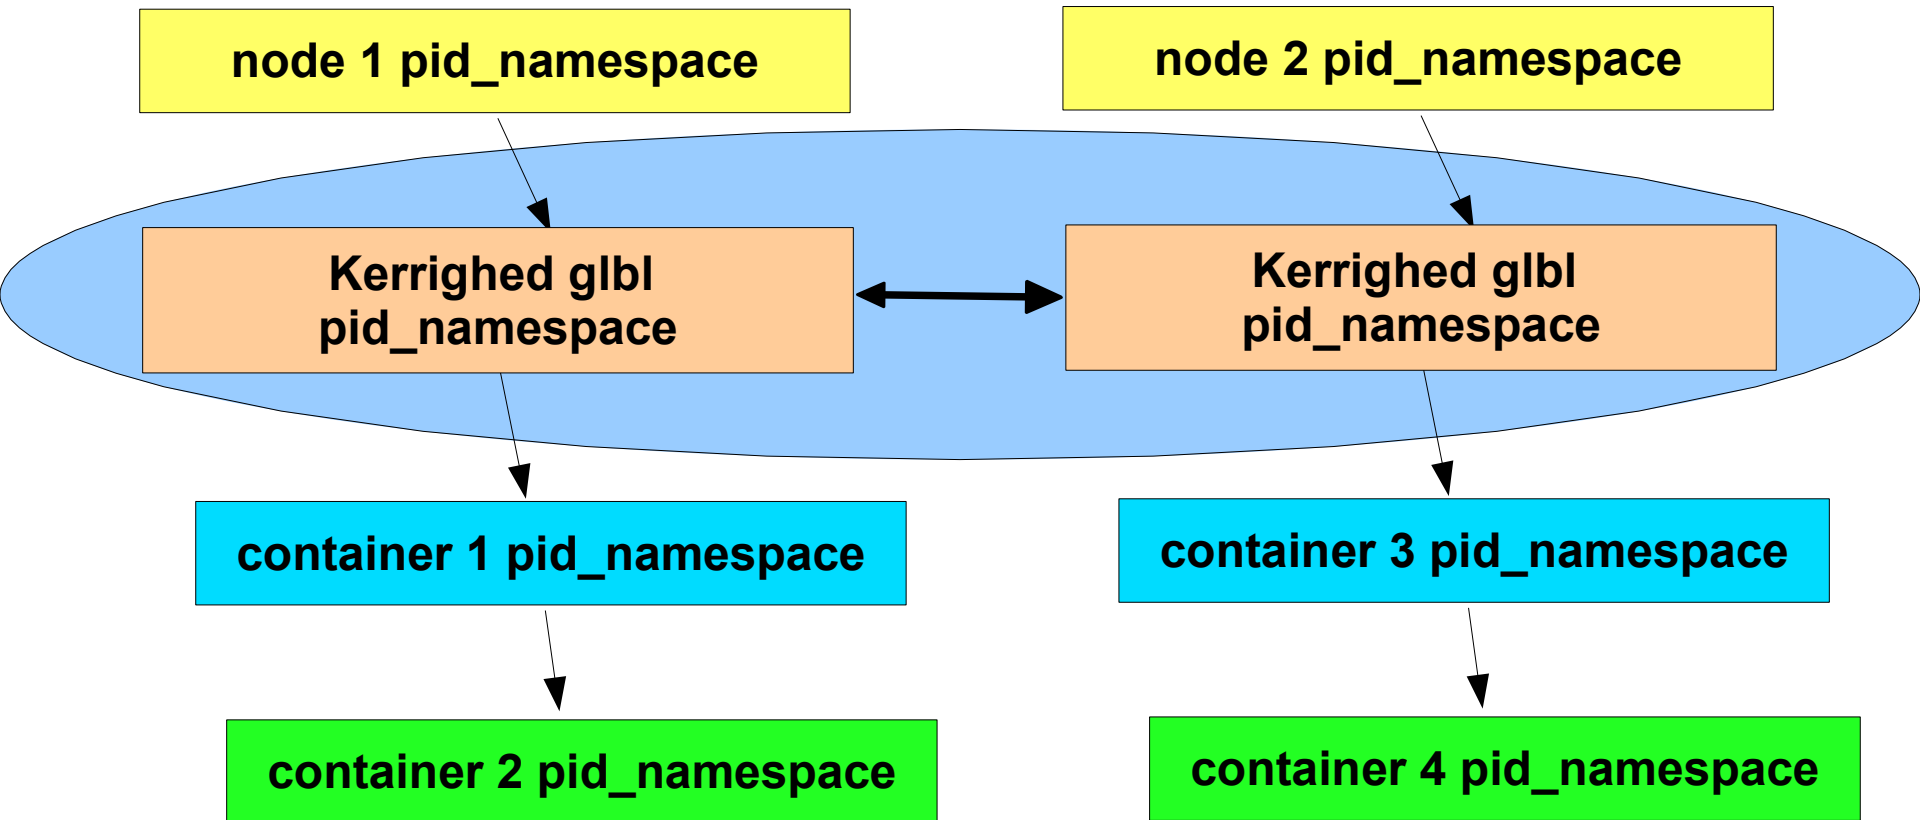 node 1 pid_namespace
node 2 pid_namespace
Kerrighed glbl
pid_namespace
Kerrighed glbl
pid_namespace
container 1 pid_namespace
container 3 pid_namespace
container 2 pid_namespace
container 4 pid_namespace